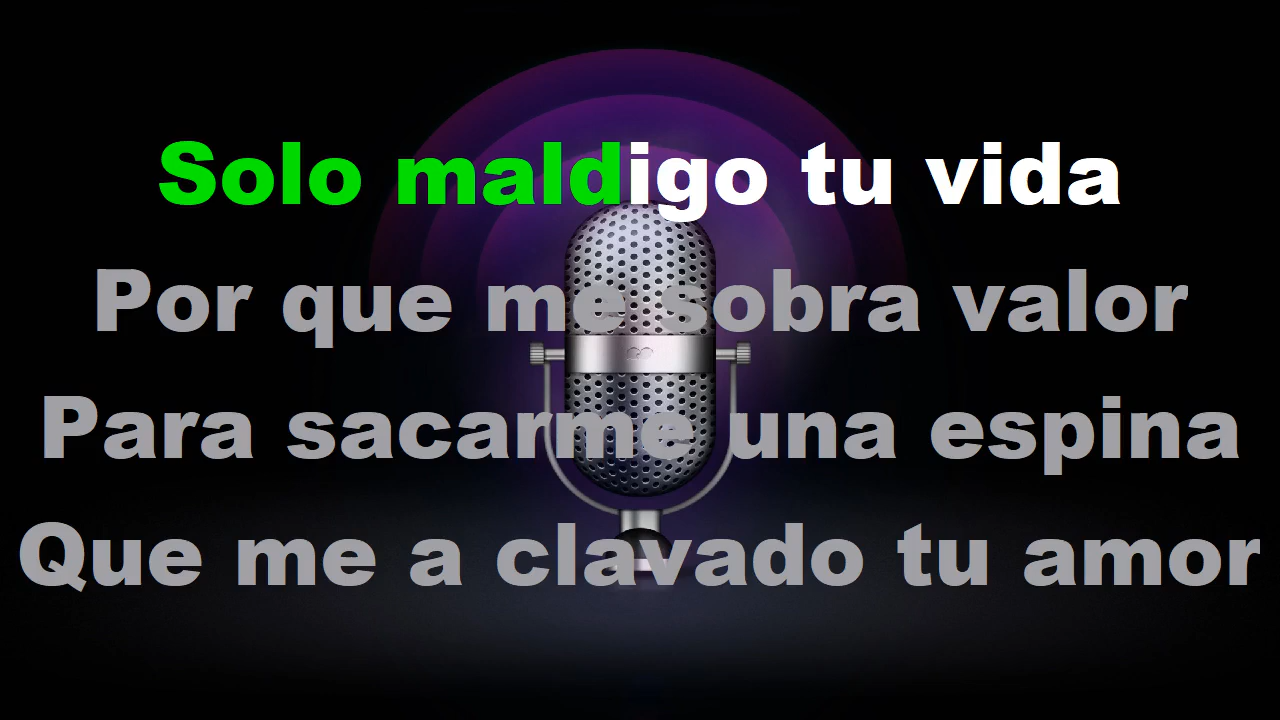 Solo maldigo tu vida
Por que me sobra valor
Para sacarme una espina
Que me a clavado tu amor